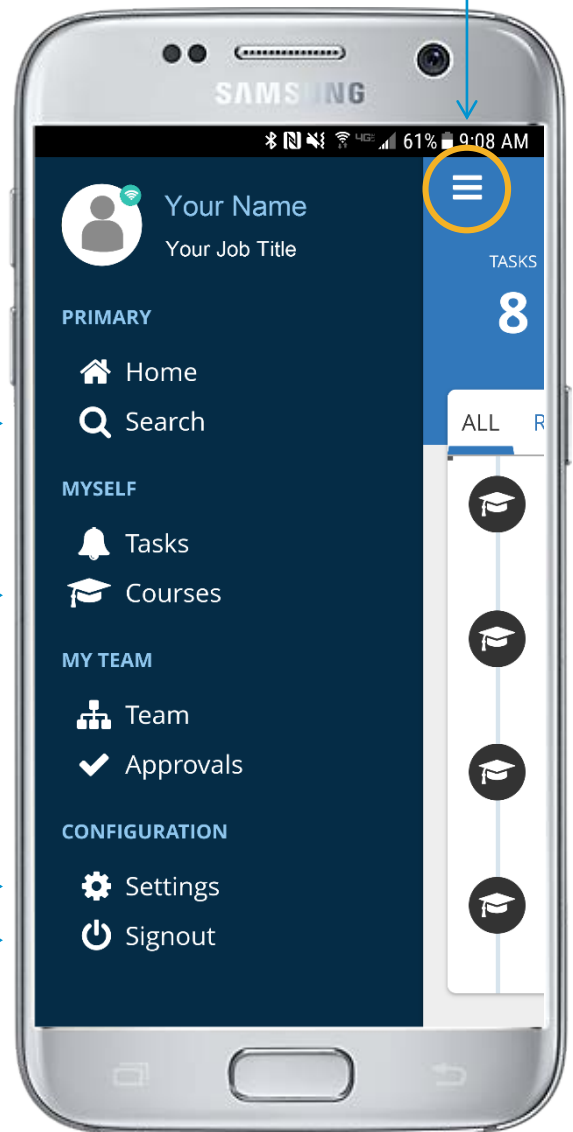 SAMSUNG
4G 61% 9:08 AM
Your Name
Your Job Title
TASKS
8
PRIMARY
Home
Search
ALL R
MYSELF
Tasks
Courses
MY TEAM
Team
Approvals
CONFIGURATION
Settings
Signout